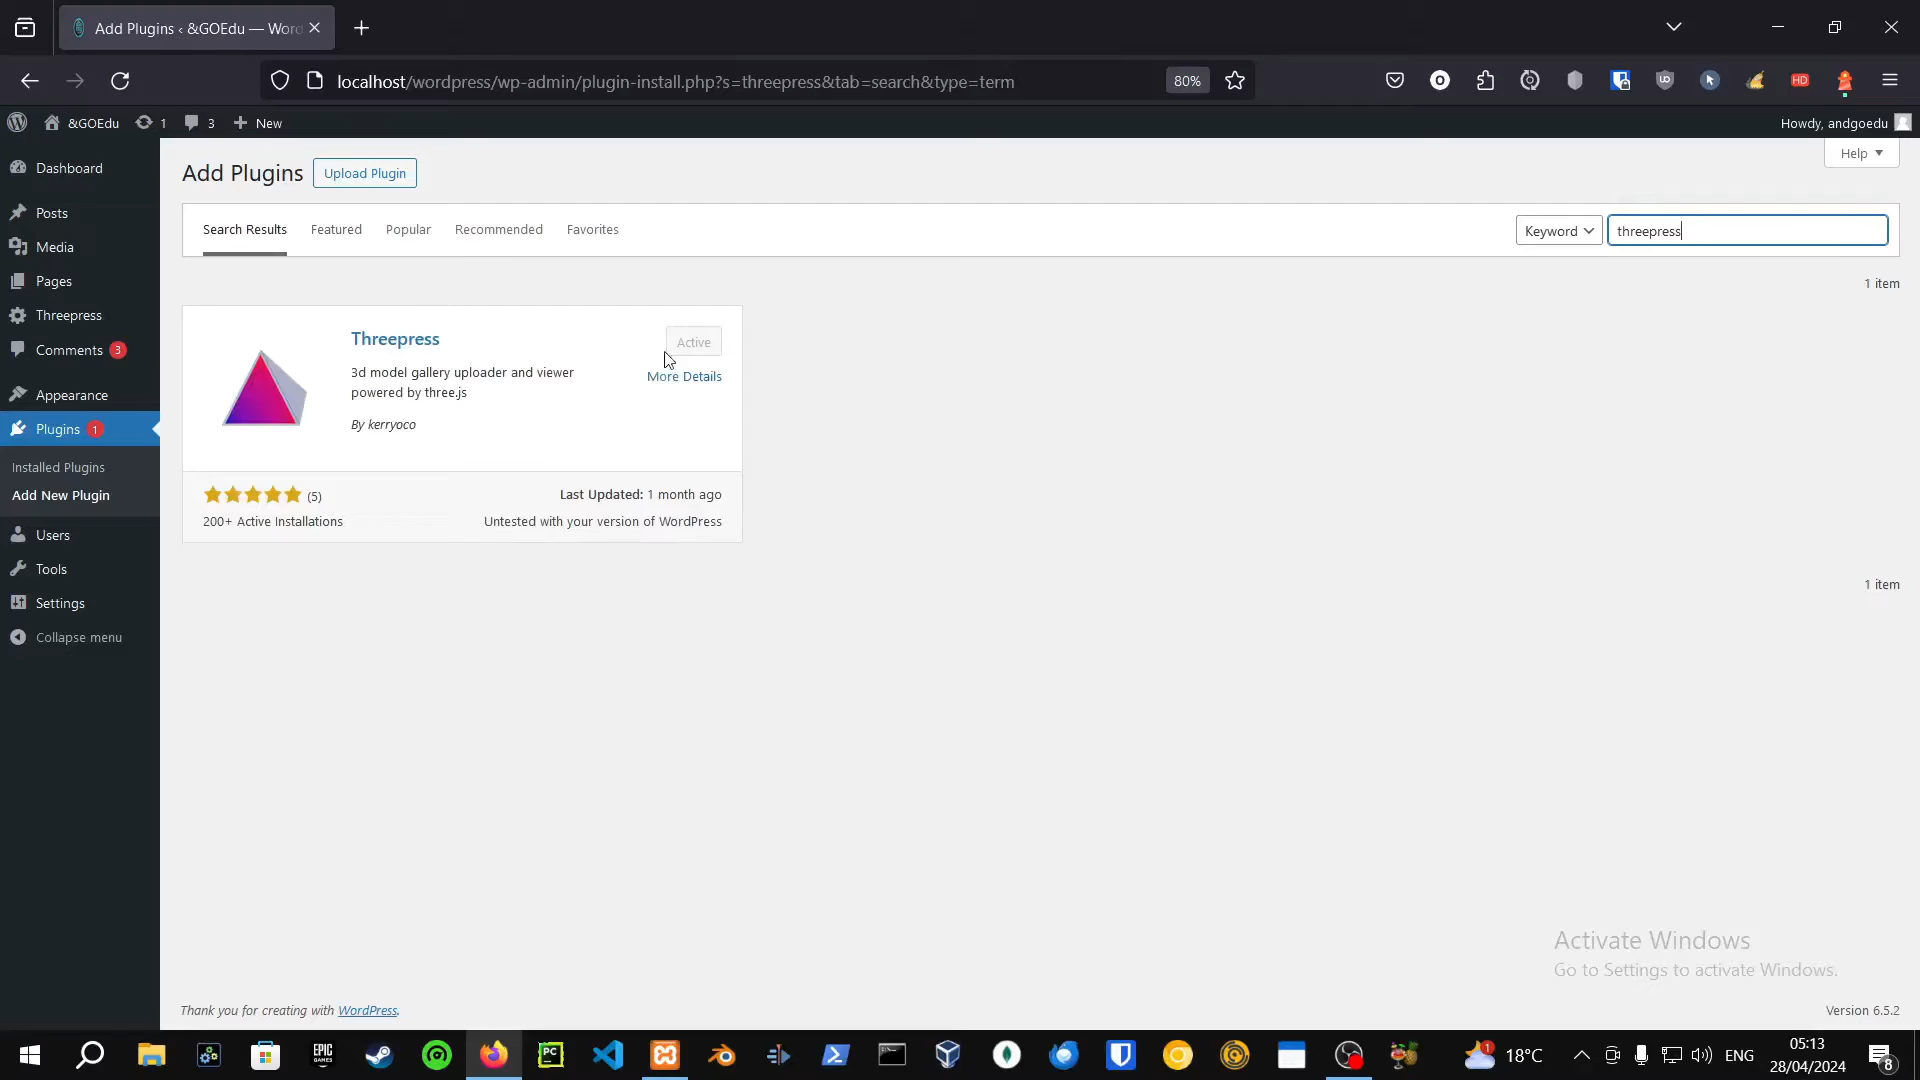 Add Plugins ‹ &GOEdu — Word
localhost/wordpress/wp-admin/plugin-install.php?s=threepress&tab=search&type=term
80%
HD
&GOEdu
1
3
New
Howdy, andgoedu
Help
Dashboard
Posts
Media
Pages
Threepress
Comments 3
Appearance
Plugins 1
Installed Plugins
Add New Plugin
Users
Tools
Settings
Collapse menu
Add Plugins
Upload Plugin
Search Results
Featured
Popular
Recommended
Favorites
Keyword
threepress
1 item
Threepress
Active
More Details
3d model gallery uploader and viewer
powered by three.js
By kerryoco
(5)
Last Updated: 1 month ago
200+ Active Installations
Untested with your version of WordPress
1 item
Activate Windows
Go to Settings to activate Windows.
Thank you for creating with WordPress.
Version 6.5.2
EPIC
GAMES
PC
1
18°C
ENG
05:13
28/04/2024
8